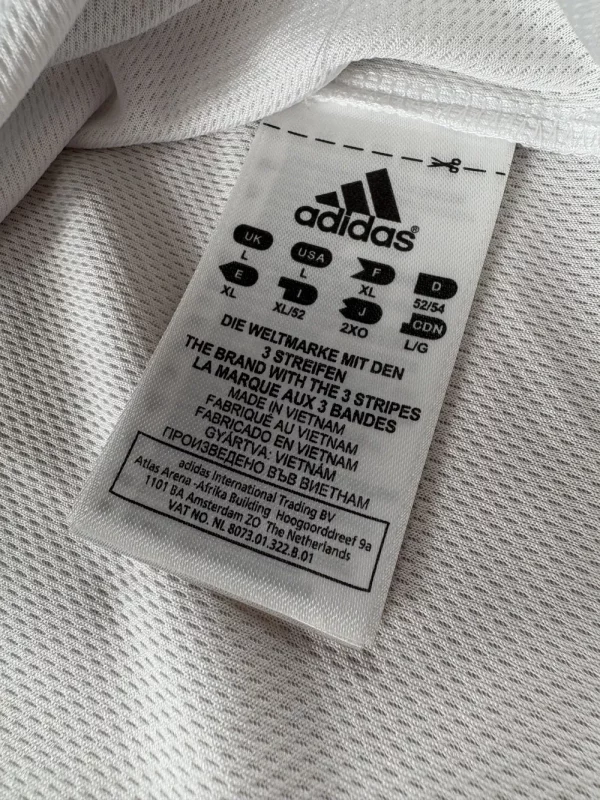 adidas®
UK USA F D
L L XL 52/54
E I J CDN
XL XL/52 2XO L/G
DIE WELTMARKE MIT DEN
3 STREIFEN
THE BRAND WITH THE 3 STRIPES
LA MARQUE AUX 3 BANDES
MADE IN VIETNAM
FABRIQUE AU VIETNAM
FABRICADO EN VIETNAM
GYÁRTVA: VIETNÁM
ПРОИЗВЕДЕНО ВЪВ ВИЕТНАМ
adidas International Trading BV
Atlas Arena -Afrika Building Hoogoorddreef 9a
1101 BA Amsterdam ZO The Netherlands
VAT NO. NL 8073.01.322.B.01